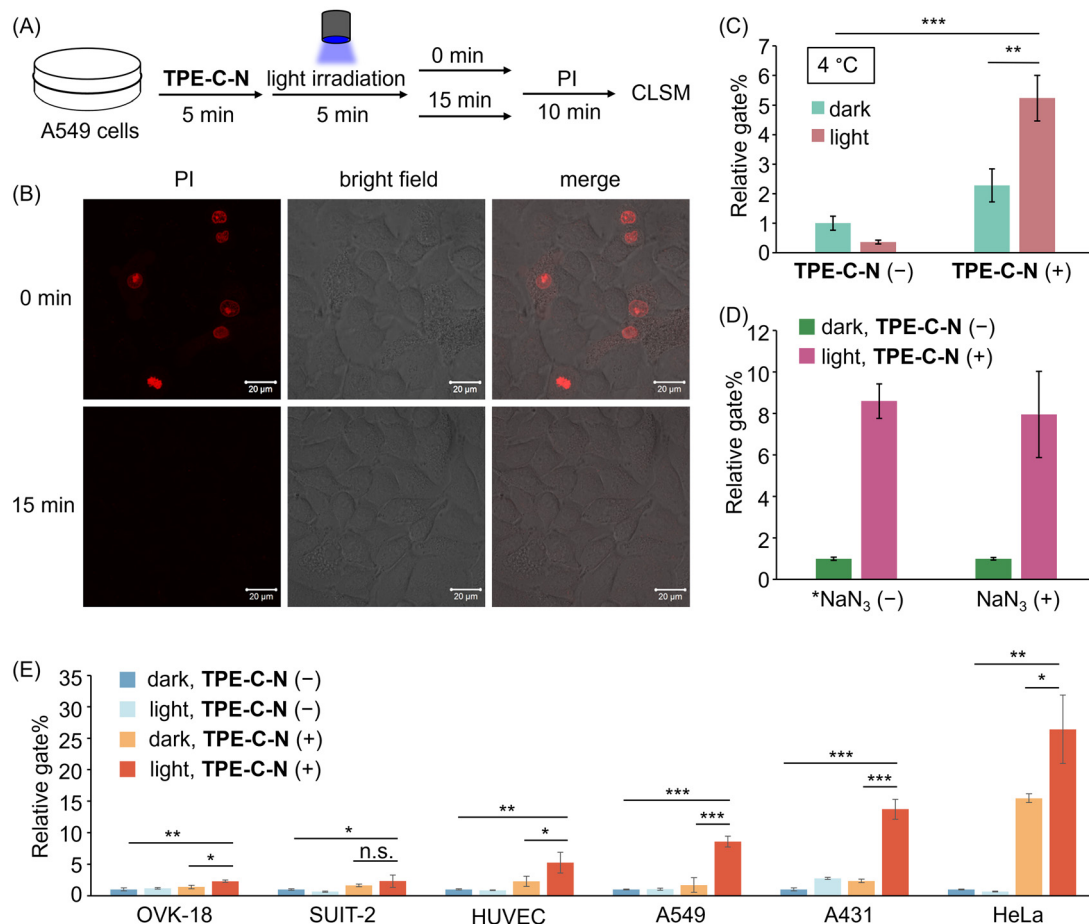 (A)
A549 cells
TPE-C-N
5 min
light irradiation
5 min
0 min
15 min
PI
10 min
CLSM
(B)
PI
bright field
merge
0 min
20 µm
20 µm
20 µm
15 min
20 µm
20 µm
20 µm
(C)
***
**
4 °C
dark
light
Relative gate%
7
6
5
4
3
2
1
0
TPE-C-N (−)
TPE-C-N (+)
(D)
dark, TPE-C-N (−)
light, TPE-C-N (+)
Relative gate%
12
10
8
6
4
2
0
*NaN₃ (−)
NaN₃ (+)
(E)
dark, TPE-C-N (−)
light, TPE-C-N (−)
dark, TPE-C-N (+)
light, TPE-C-N (+)
Relative gate%
35
30
25
20
15
10
5
0
**
*
*
n.s.
**
*
***
***
***
***
**
*
OVK-18
SUIT-2
HUVEC
A549
A431
HeLa